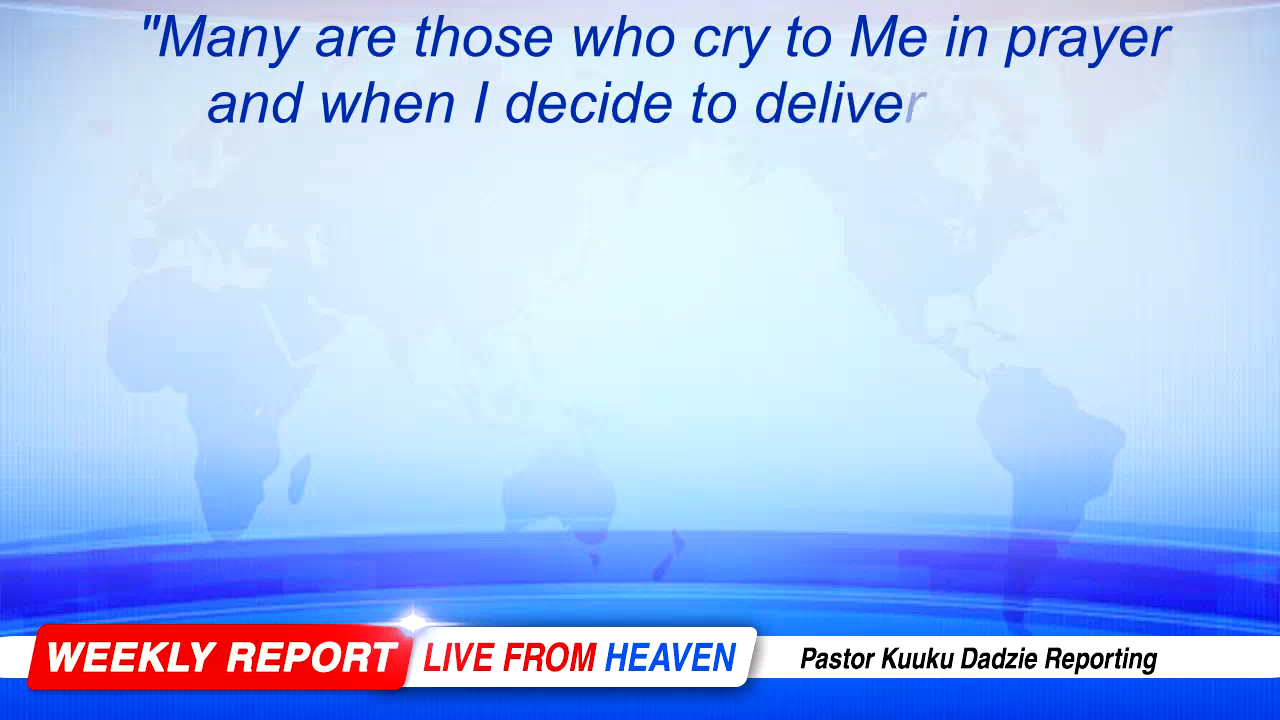 "Many are those who cry to Me in prayer
and when I decide to deliver
WEEKLY REPORT
LIVE FROM HEAVEN
Pastor Kuuku Dadzie Reporting